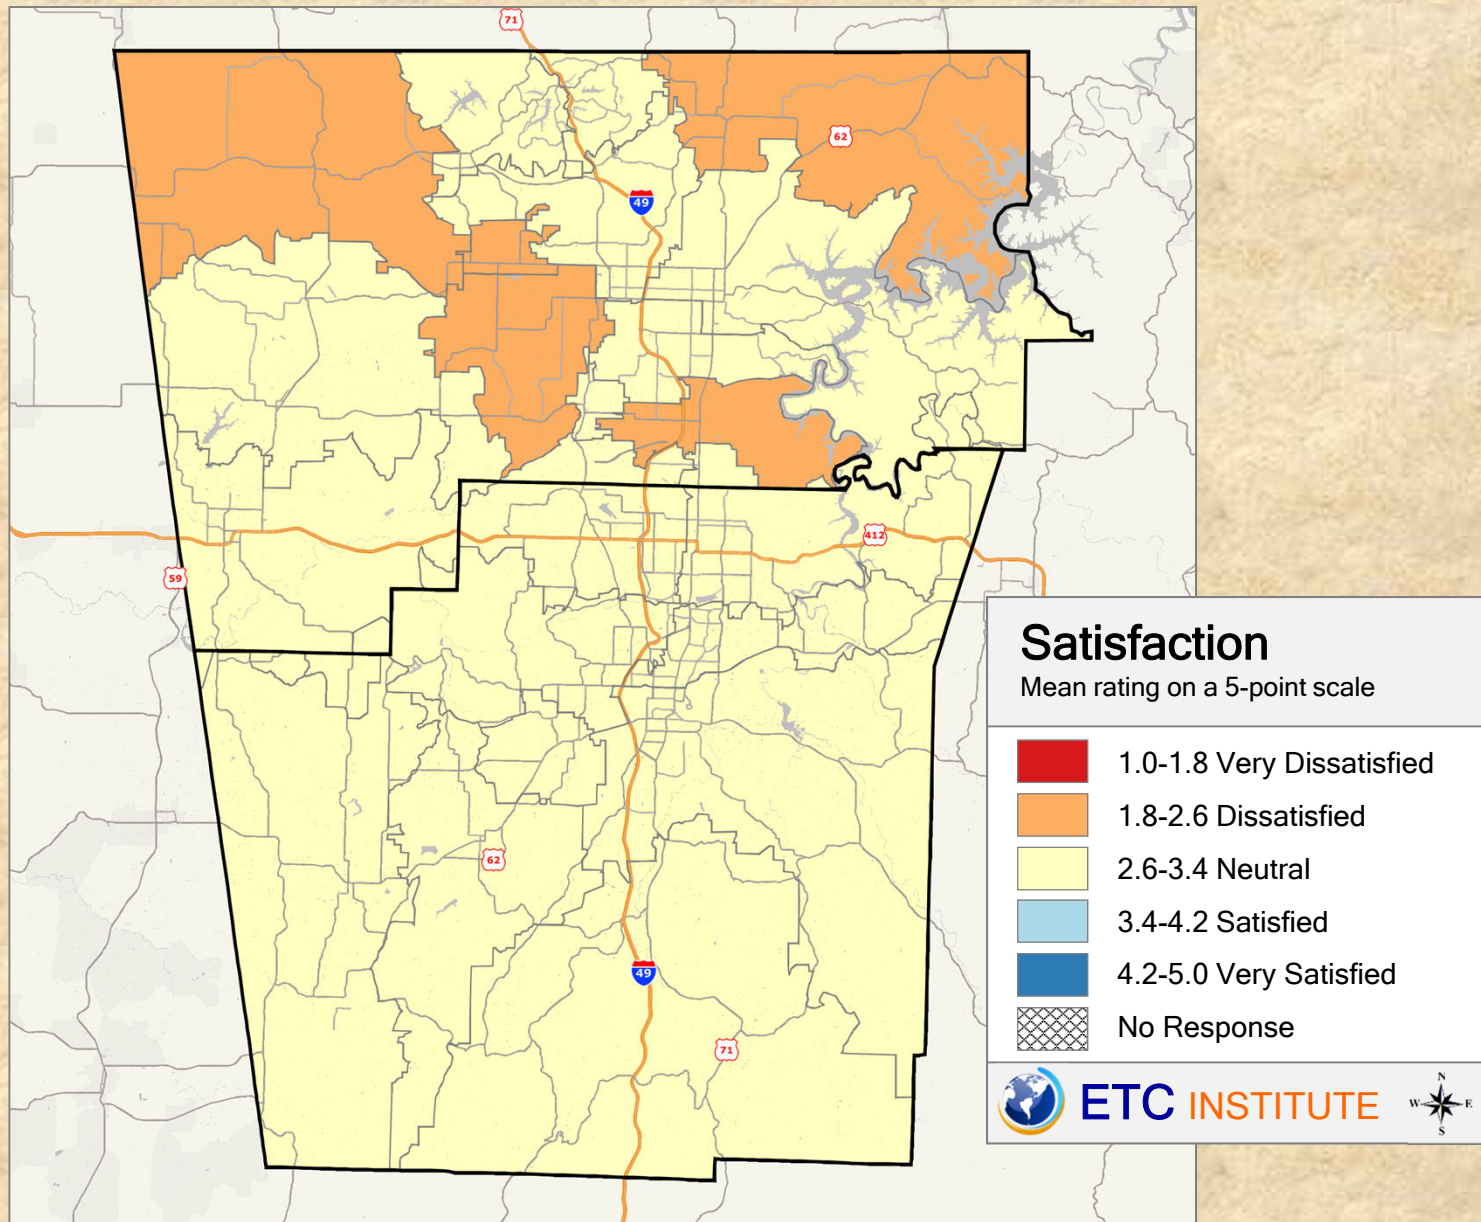 71
62
49
412
59
62
49
71
Satisfaction
Mean rating on a 5-point scale
1.0-1.8 Very Dissatisfied
1.8-2.6 Dissatisfied
2.6-3.4 Neutral
3.4-4.2 Satisfied
4.2-5.0 Very Satisfied
No Response
ETC INSTITUTE
N
W E
S